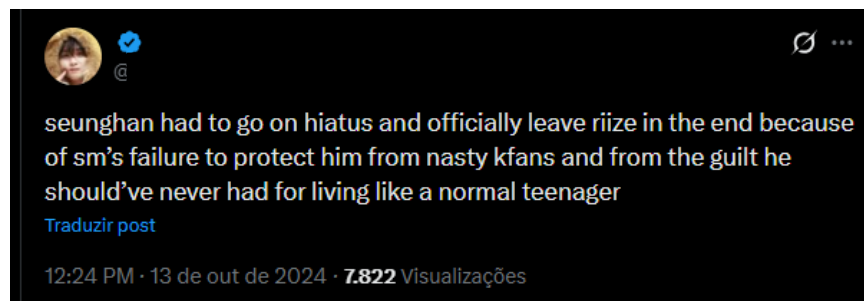 @
seunghan had to go on hiatus and officially leave riize in the end because
of sm's failure to protect him from nasty kfans and from the guilt he
should've never had for living like a normal teenager
Traduzir post
12:24 PM · 13 de out de 2024 · 7.822 Visualizações